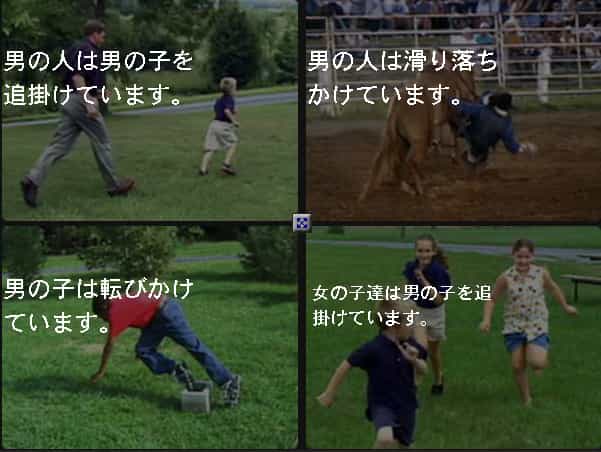 男の人は男の子を
追掛けています。
男の人は滑り落ち
かけています。
男の子は転びかけ
ています。
女の子達は男の子を追
掛けています。